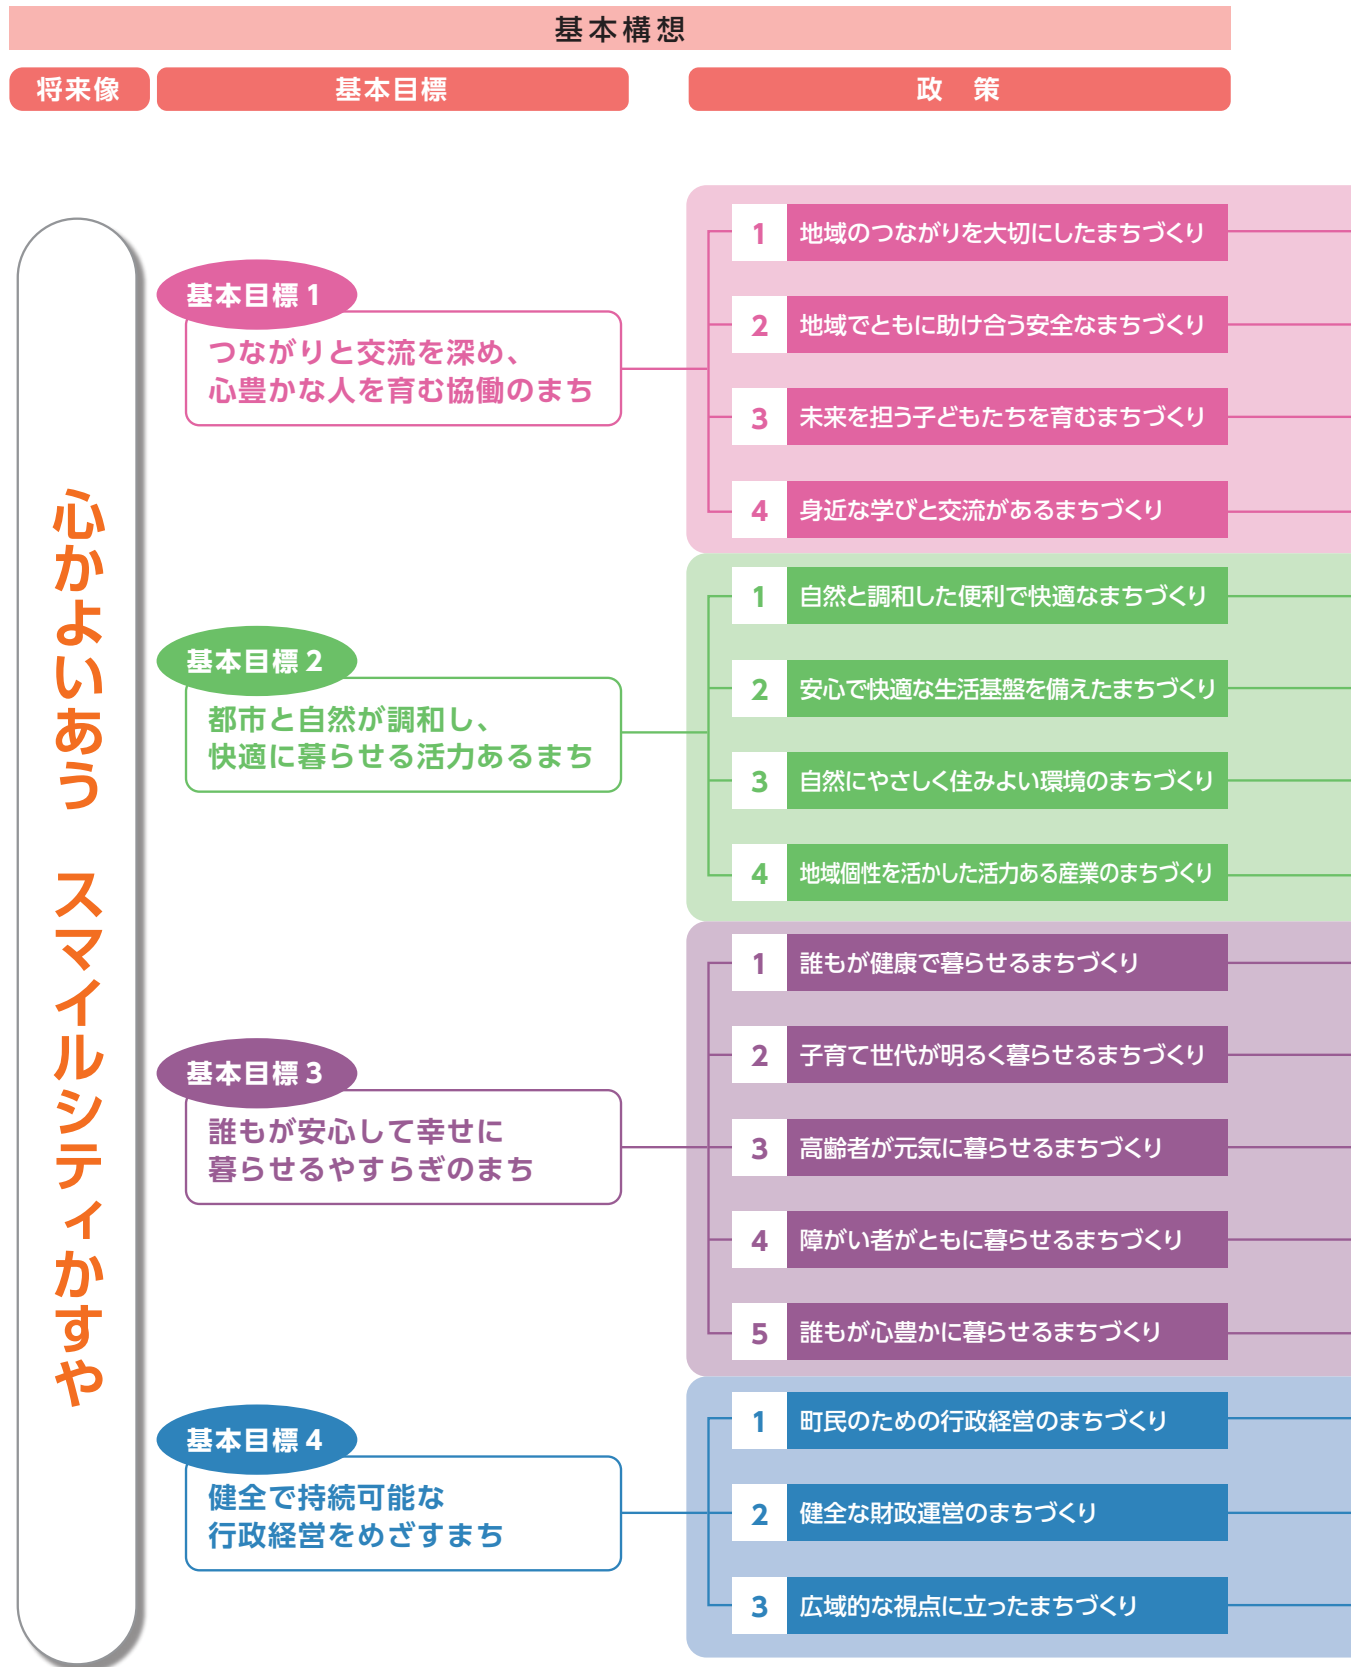 基本構想
将来像
基本目標
政　策
心かよいあう　スマイルシティかすや
基本目標 1
つながりと交流を深め、
心豊かな人を育む協働のまち
1 地域のつながりを大切にしたまちづくり
2 地域でともに助け合う安全なまちづくり
3 未来を担う子どもたちを育むまちづくり
4 身近な学びと交流があるまちづくり
基本目標 2
都市と自然が調和し、
快適に暮らせる活力あるまち
1 自然と調和した便利で快適なまちづくり
2 安心で快適な生活基盤を備えたまちづくり
3 自然にやさしく住みよい環境のまちづくり
4 地域個性を活かした活力ある産業のまちづくり
基本目標 3
誰もが安心して幸せに
暮らせるやすらぎのまち
1 誰もが健康で暮らせるまちづくり
2 子育て世代が明るく暮らせるまちづくり
3 高齢者が元気に暮らせるまちづくり
4 障がい者がともに暮らせるまちづくり
5 誰もが心豊かに暮らせるまちづくり
基本目標 4
健全で持続可能な
行政経営をめざすまち
1 町民のための行政経営のまちづくり
2 健全な財政運営のまちづくり
3 広域的な視点に立ったまちづくり